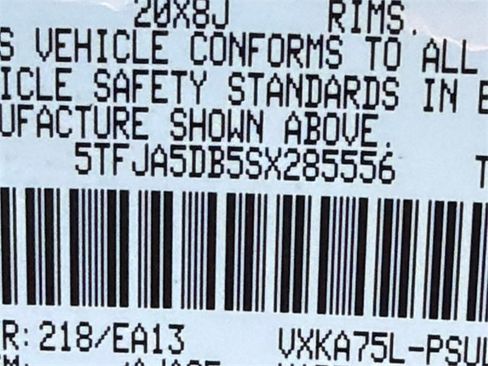 20X8J RIMS.
S VEHICLE CONFORMS TO ALL
ICLE SAFETY STANDARDS IN
UFACTURE SHOWN ABOVE.
5TFJA5DB5SX285556 T
R: 218/EA13 VXKA75L-PSU